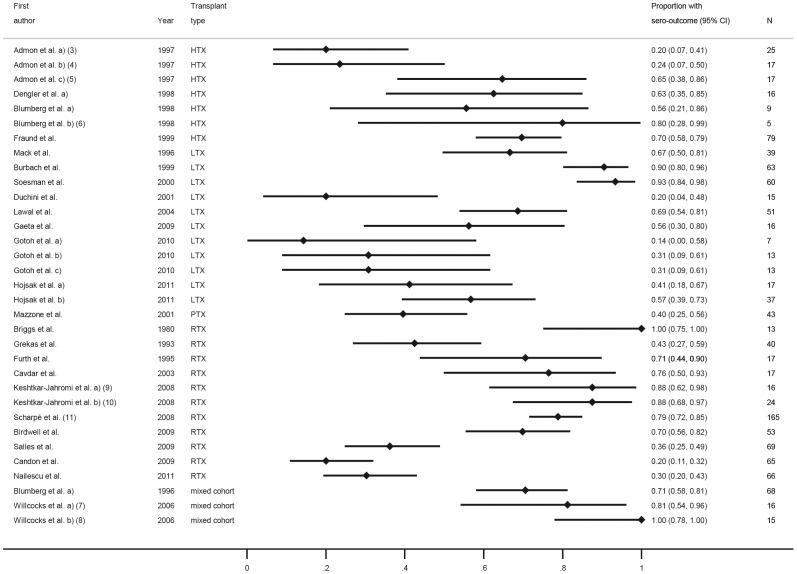 First author Year Transplant type Proportion with sero-outcome (95% CI) N
Admon et al. a) (3) 1997 HTX 0.20 (0.07, 0.41) 25
Admon et al. b) (4) 1997 HTX 0.24 (0.07, 0.50) 17
Admon et al. c) (5) 1997 HTX 0.65 (0.38, 0.86) 17
Dengler et al. a) 1998 HTX 0.63 (0.35, 0.85) 16
Blumberg et al. a) 1998 HTX 0.56 (0.21, 0.86) 9
Blumberg et al. b) (6) 1998 HTX 0.80 (0.28, 0.99) 5
Fraund et al. 1999 HTX 0.70 (0.58, 0.79) 79
Mack et al. 1996 LTX 0.67 (0.50, 0.81) 39
Burbach et al. 1999 LTX 0.90 (0.80, 0.96) 63
Soesman et al. 2000 LTX 0.93 (0.84, 0.98) 60
Duchini et al. 2001 LTX 0.20 (0.04, 0.48) 15
Lawal et al. 2004 LTX 0.69 (0.54, 0.81) 51
Gaeta et al. 2009 LTX 0.56 (0.30, 0.80) 16
Gotoh et al. a) 2010 LTX 0.14 (0.00, 0.58) 7
Gotoh et al. b) 2010 LTX 0.31 (0.09, 0.61) 13
Gotoh et al. c) 2010 LTX 0.31 (0.09, 0.61) 13
Hojsak et al. a) 2011 LTX 0.41 (0.18, 0.67) 17
Hojsak et al. b) 2011 LTX 0.57 (0.39, 0.73) 37
Mazzone et al. 2001 PTX 0.40 (0.25, 0.56) 43
Briggs et al. 1980 RTX 1.00 (0.75, 1.00) 13
Grekas et al. 1993 RTX 0.43 (0.27, 0.59) 40
Furth et al. 1995 RTX 0.71 (0.44, 0.90) 17
Cavdar et al. 2003 RTX 0.76 (0.50, 0.93) 17
Keshtkar-Jahromi et al. a) (9) 2008 RTX 0.88 (0.62, 0.98) 16
Keshtkar-Jahromi et al. b) (10) 2008 RTX 0.88 (0.68, 0.97) 24
Scharpé et al. (11) 2008 RTX 0.79 (0.72, 0.85) 165
Birdwell et al. 2009 RTX 0.70 (0.56, 0.82) 53
Salles et al. 2009 RTX 0.36 (0.25, 0.49) 69
Candon et al. 2009 RTX 0.20 (0.11, 0.32) 65
Nailescu et al. 2011 RTX 0.30 (0.20, 0.43) 66
Blumberg et al. a) 1996 mixed cohort 0.71 (0.58, 0.81) 68
Willcocks et al. a) (7) 2006 mixed cohort 0.81 (0.54, 0.96) 16
Willcocks et al. b) (8) 2006 mixed cohort 1.00 (0.78, 1.00) 15
0 .2 .4 .6 .8 1